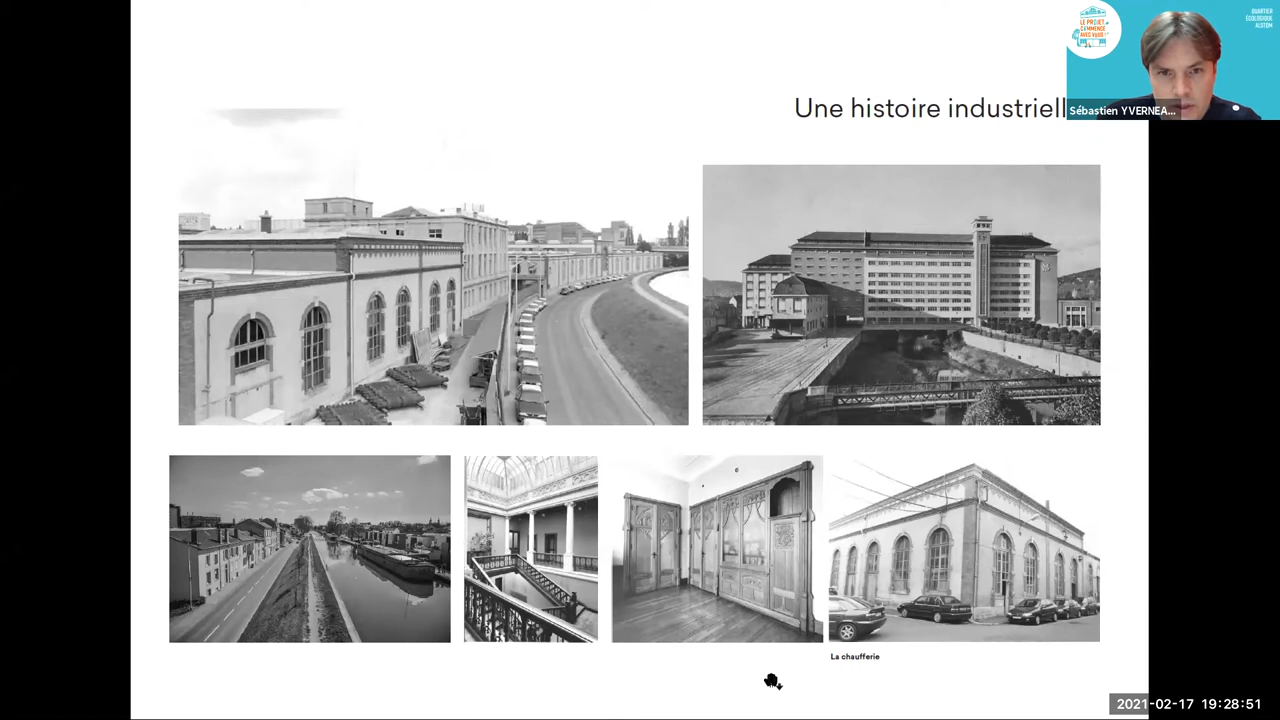 LE PROJET
COMMENCE
AVEC VOUS
QUARTIER
ÉCOLOGIQUE
ALSTOM
Une histoire industriell
Sébastien YVERNEA...
La chaufferie
2021-02-17 19:28:51